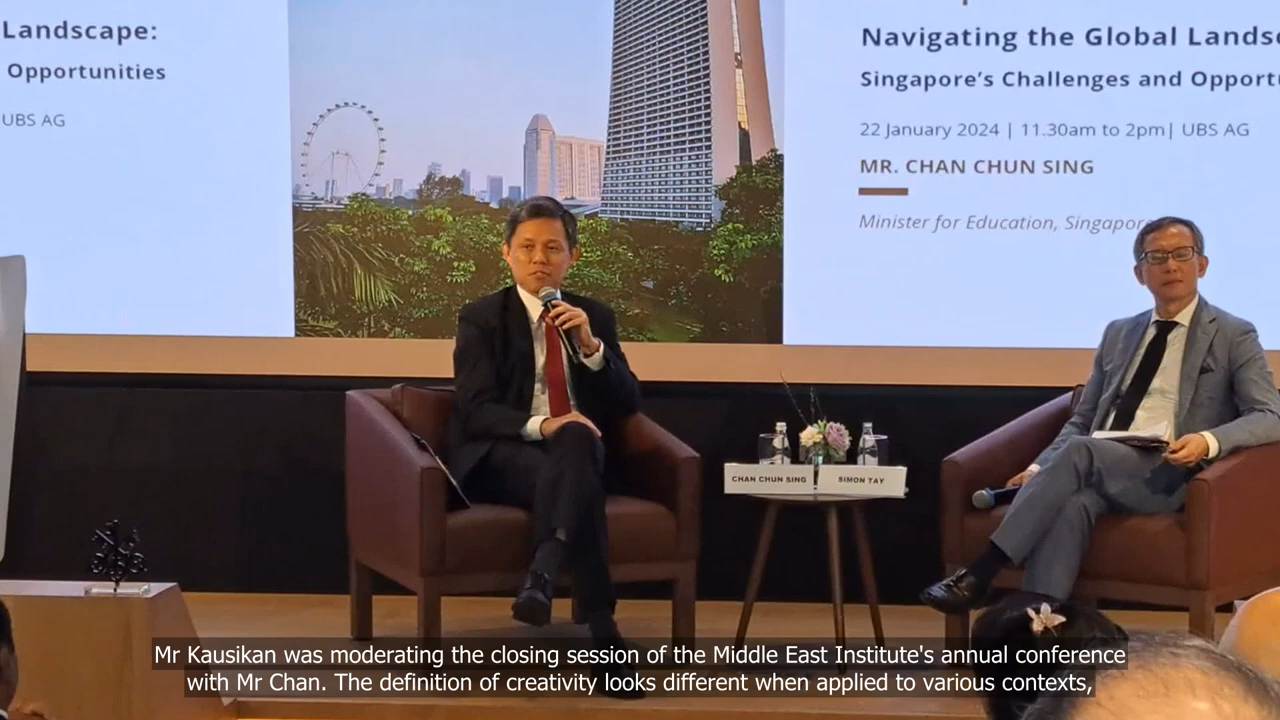 Landscape:
Opportunities
UBS AG
Navigating the Global
Singapore's Challenges and
22 January 2024 | 11.30am to 2pm| UBS AG
MR. CHAN CHUN SING
Minister for Education, Singapore
CHAN CHUN SING
SIMON TAY
Mr Kausikan was moderating the closing session of the Middle East Institute's annual conference
with Mr Chan. The definition of creativity looks different when applied to various contexts,